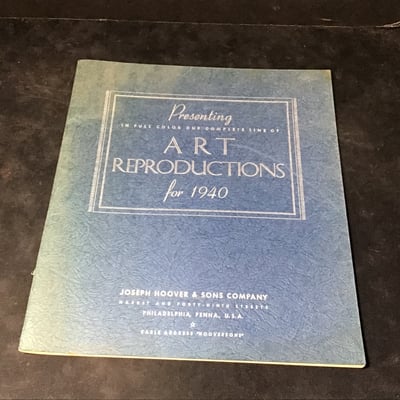 Presenting
IN FULL COLOR OUR COMPLETE LINE OF
ART
REPRODUCTIONS
for 1940
JOSEPH HOOVER & SONS COMPANY
MARKET AND FORTY-NINTH STREETS
PHILADELPHIA, PENNA, U.S.A.
CABLE ADDRESS "HOOVERSONS"